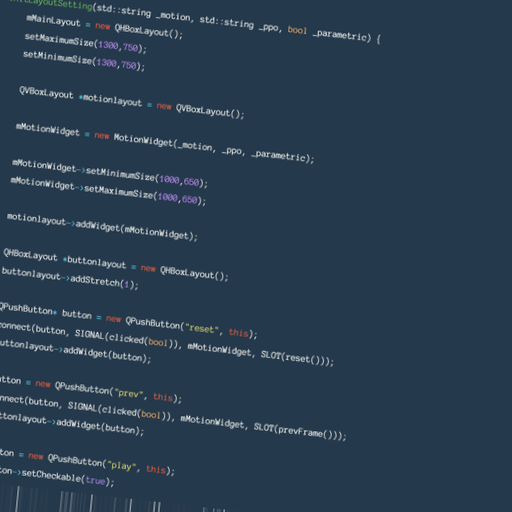 LayoutSetting(std::string _motion, std::string _ppo, bool _parametric) {
mMainLayout = new QHBoxLayout();
setMaximumSize(1300,750);
setMinimumSize(1300,750);
QVBoxLayout *motionlayout = new QVBoxLayout();
mMotionWidget = new MotionWidget(_motion, _ppo, _parametric);
mMotionWidget->setMinimumSize(1000,650);
mMotionWidget->setMaximumSize(1000,650);
motionlayout->addWidget(mMotionWidget);
QHBoxLayout *buttonlayout = new QHBoxLayout();
buttonlayout->addStretch(1);
QPushButton* button = new QPushButton("reset", this);
onnect(button, SIGNAL(clicked(bool)), mMotionWidget, SLOT(reset()));
uttonlayout->addWidget(button);
utton = new QPushButton("prev", this);
nnect(button, SIGNAL(clicked(bool)), mMotionWidget, SLOT(prevFrame()));
ttonlayout->addWidget(button);
ton = new QPushButton("play", this);
ton->setCheckable(true);